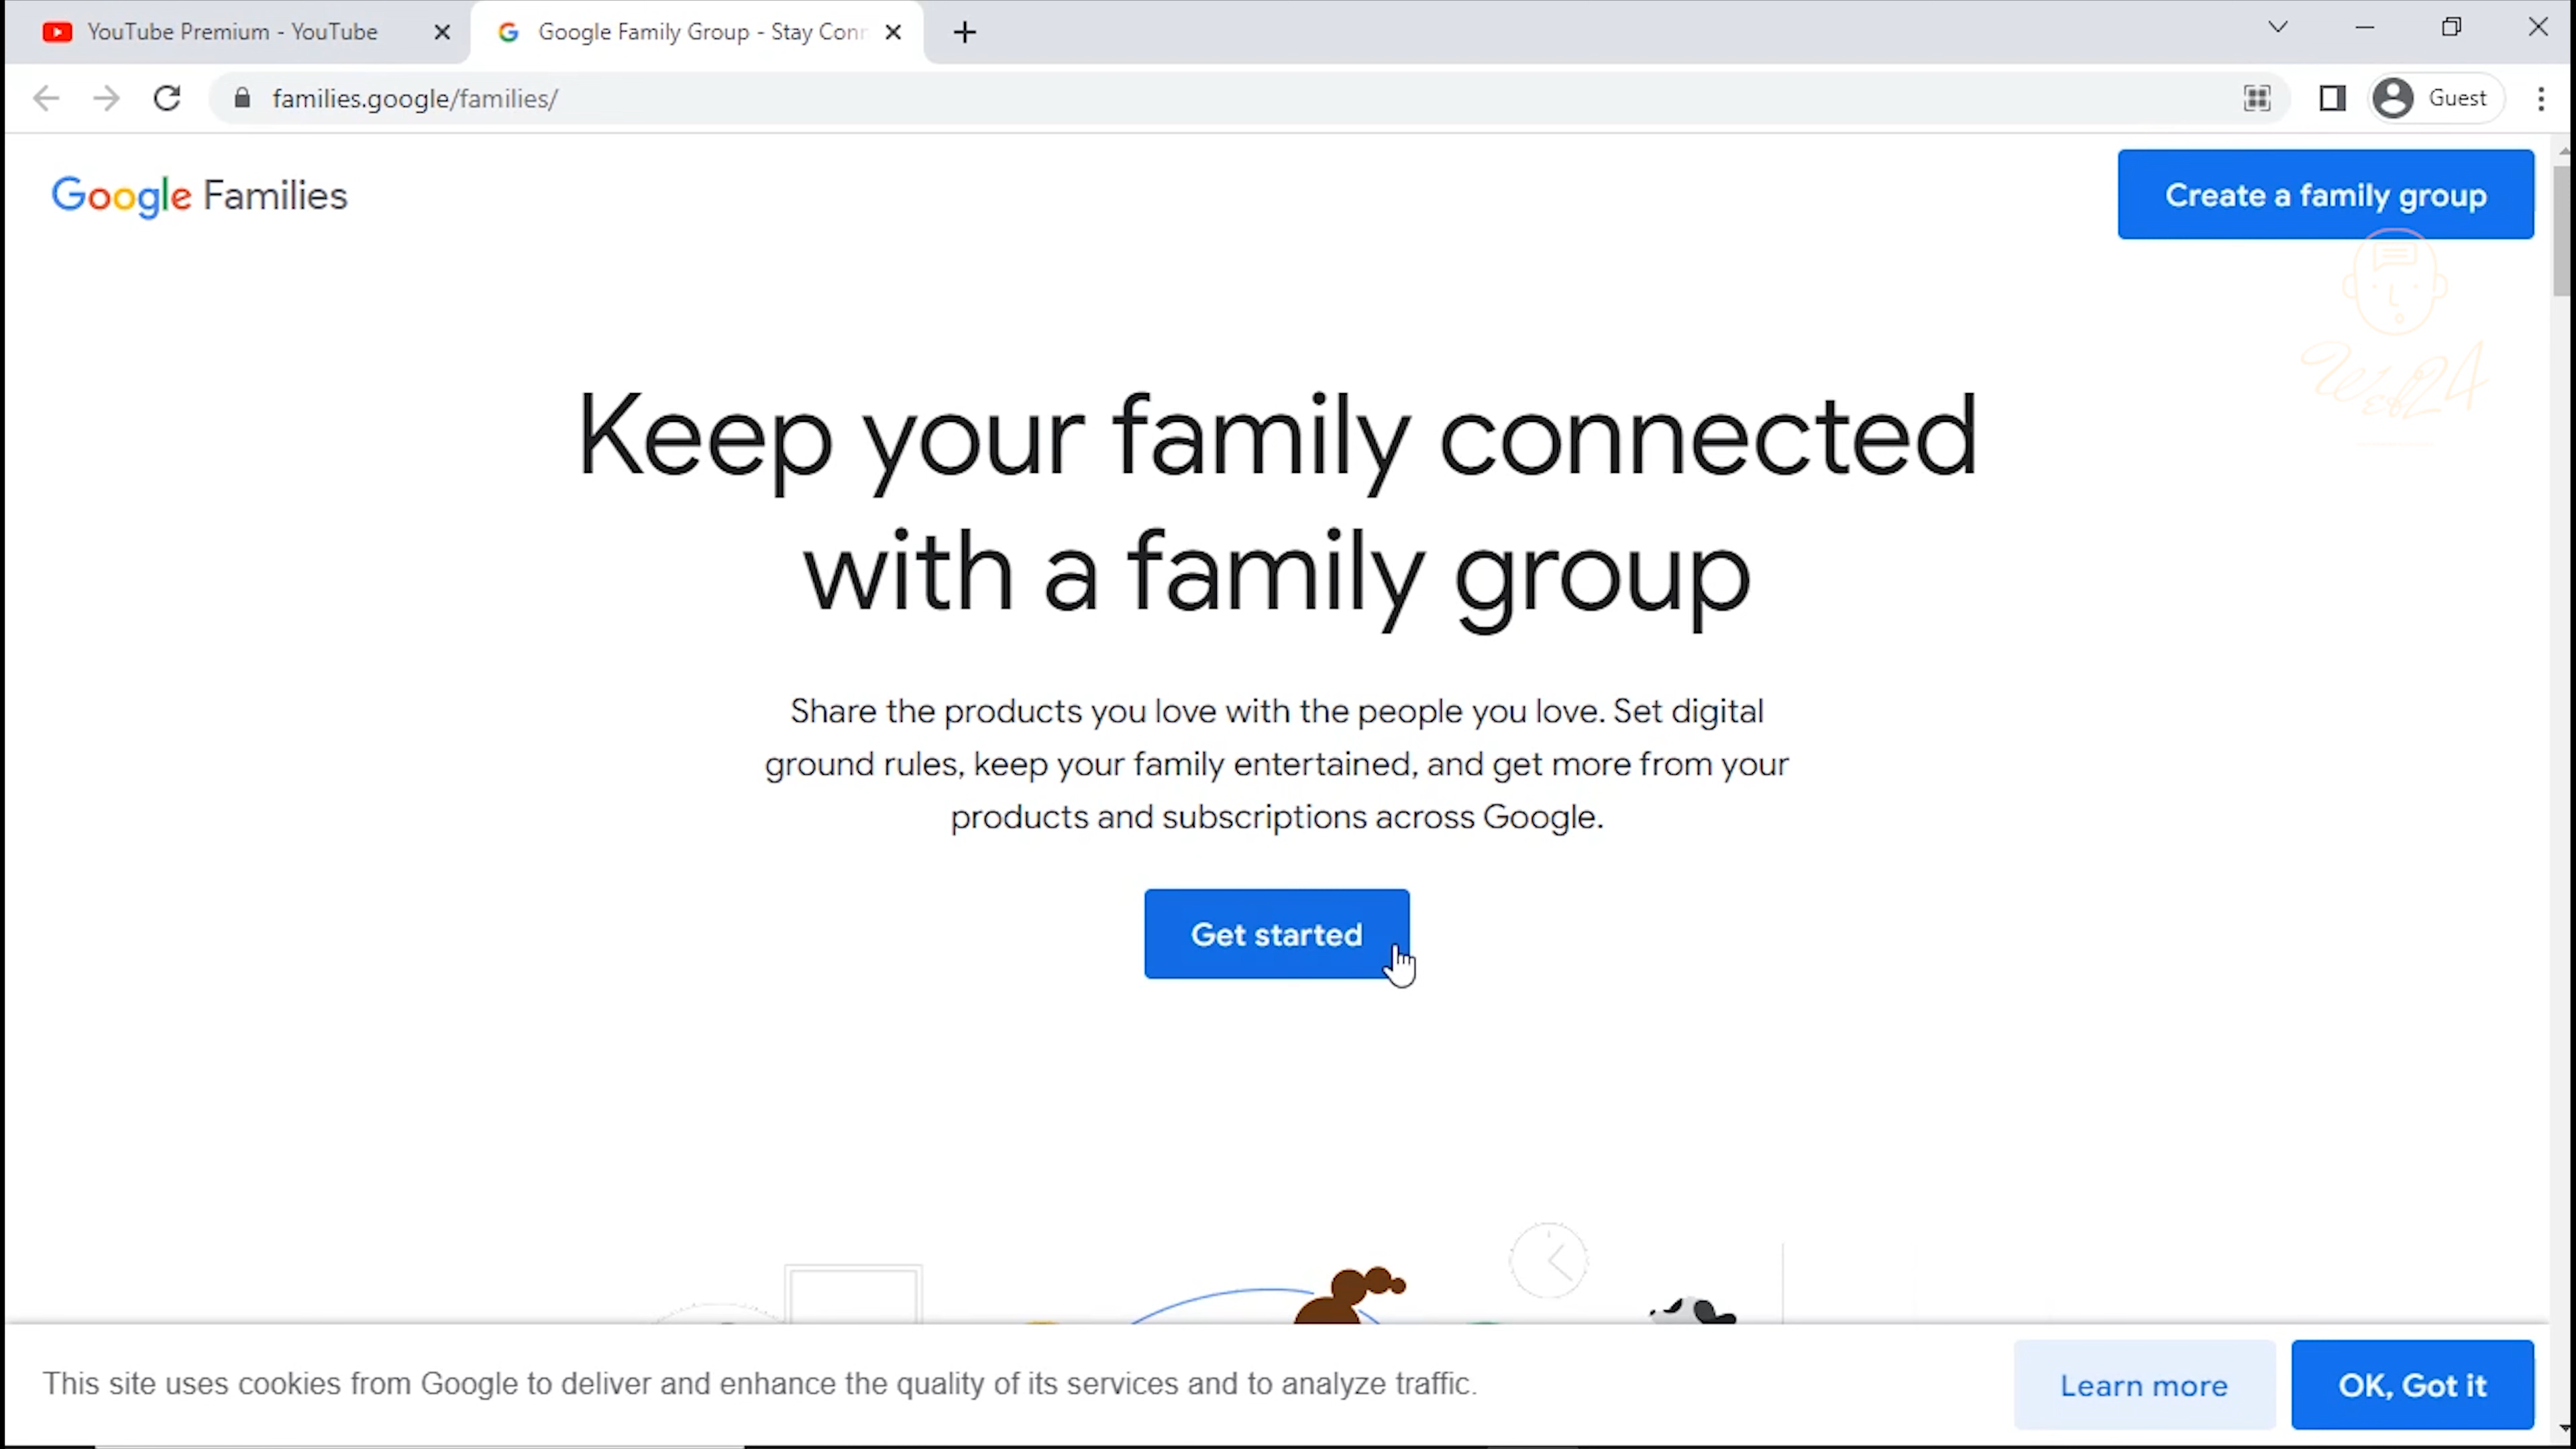 YouTube Premium - YouTube
Google Family Group - Stay Conn
families.google/families/
Guest
Google Families
Create a family group
Web24
Keep your family connected
with a family group
Share the products you love with the people you love. Set digital
ground rules, keep your family entertained, and get more from your
products and subscriptions across Google.
Get started
This site uses cookies from Google to deliver and enhance the quality of its services and to analyze traffic.
Learn more
OK, Got it